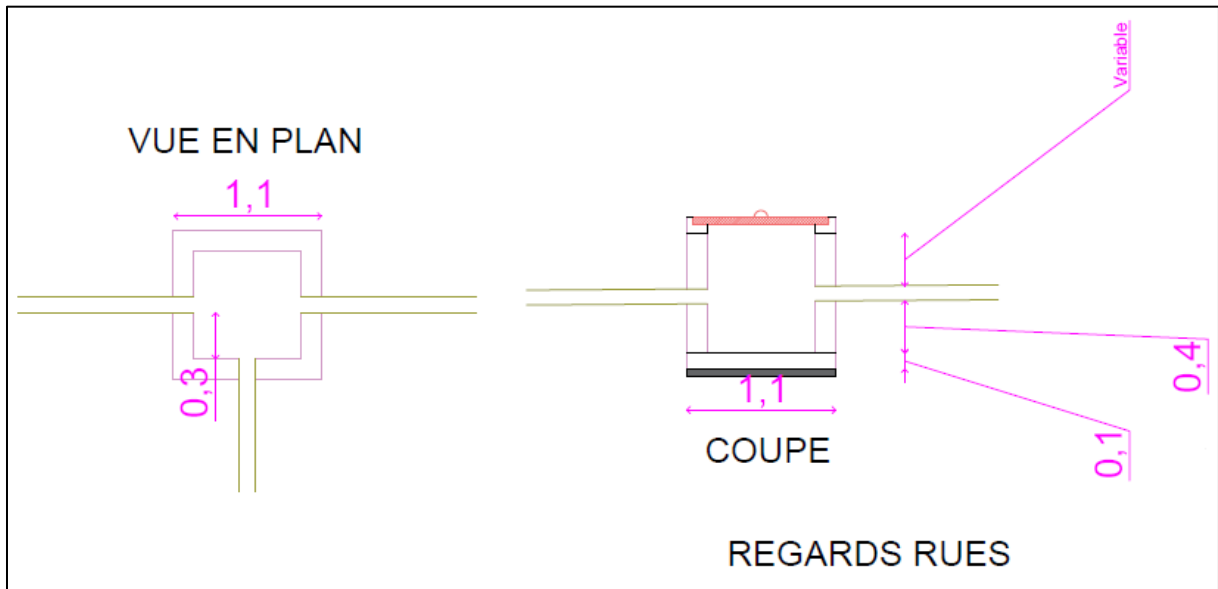 VUE EN PLAN
1,1
0,3
Variable
0,4
0,1
1,1
COUPE
REGARDS RUES